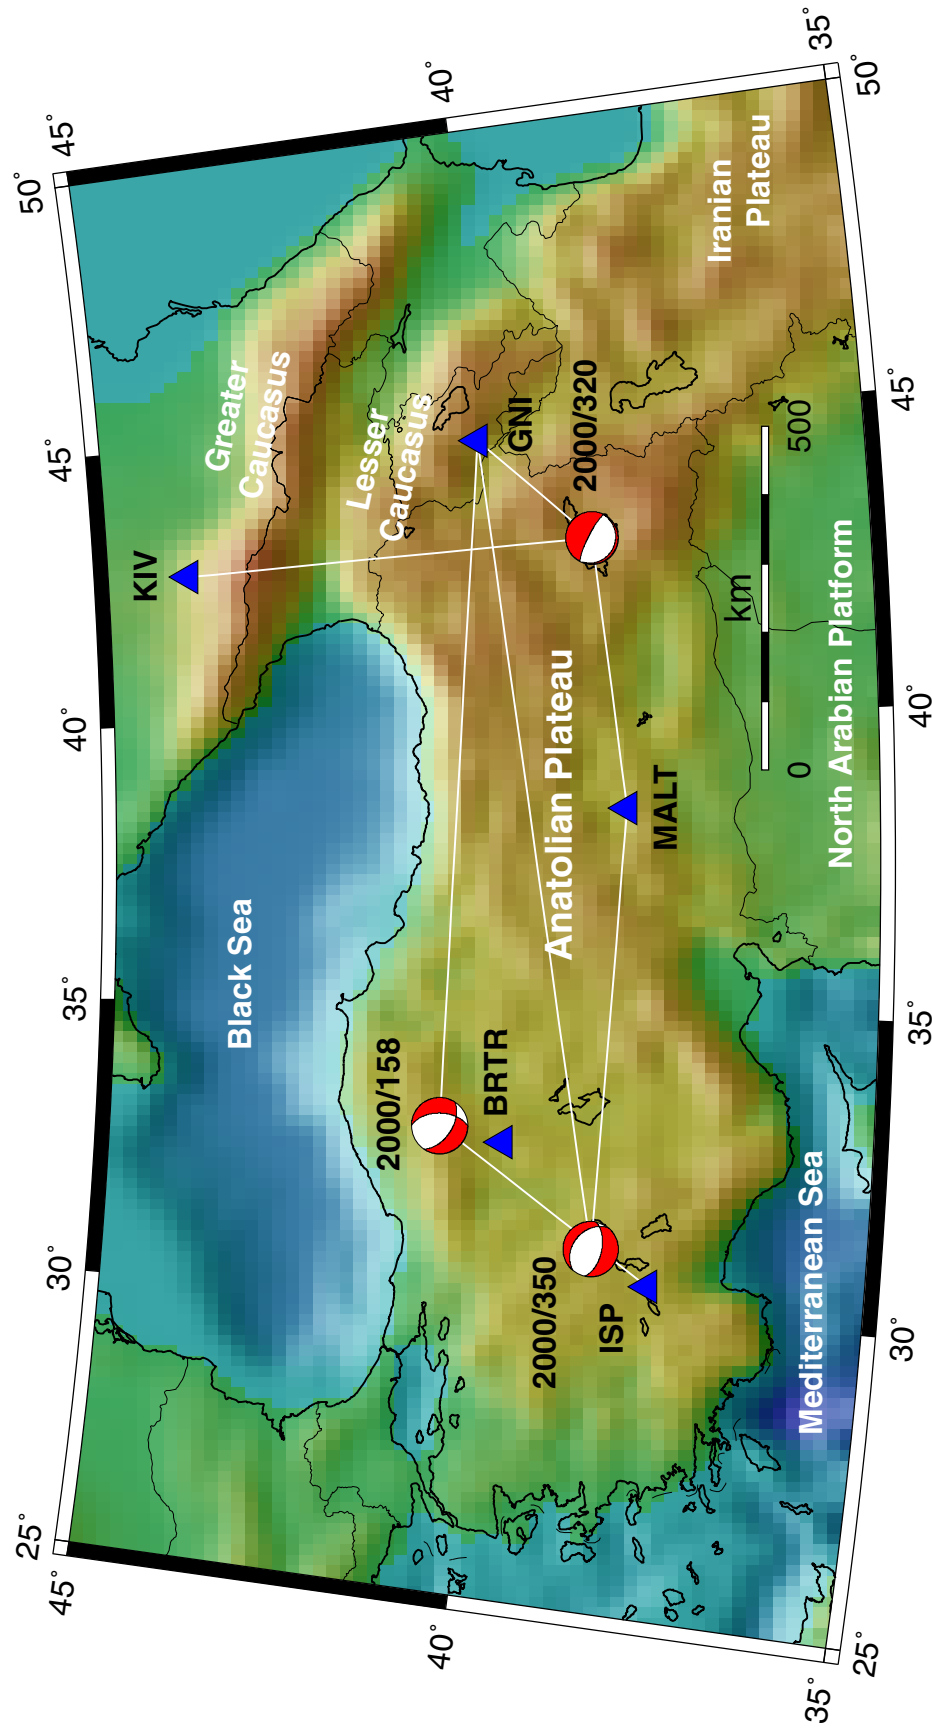 25°
30°
35°
40°
45°
50°
45°
45°
40°
40°
35°
35°
25°
30°
35°
40°
45°
50°
KIV
Greater
Caucasus
Black Sea
Lesser
Caucasus
2000/158
BRTR
GNI
2000/350
Anatolian Plateau
2000/320
ISP
MALT
Iranian
Plateau
km
0
500
Mediterranean Sea
North Arabian Platform